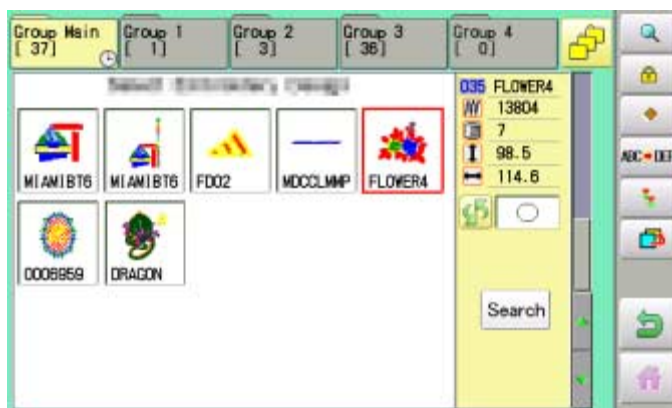 Group Main
[ 37]
Group 1
[ 1]
Group 2
[ 3]
Group 3
[ 36]
Group 4
[ 0]
035 FLOWER4
13804
7
98.5
114.6
MIAMIBT6
MIAMIBT6
FD02
MDCCLMMP
FLOWER4
0006959
DRAGON
Search